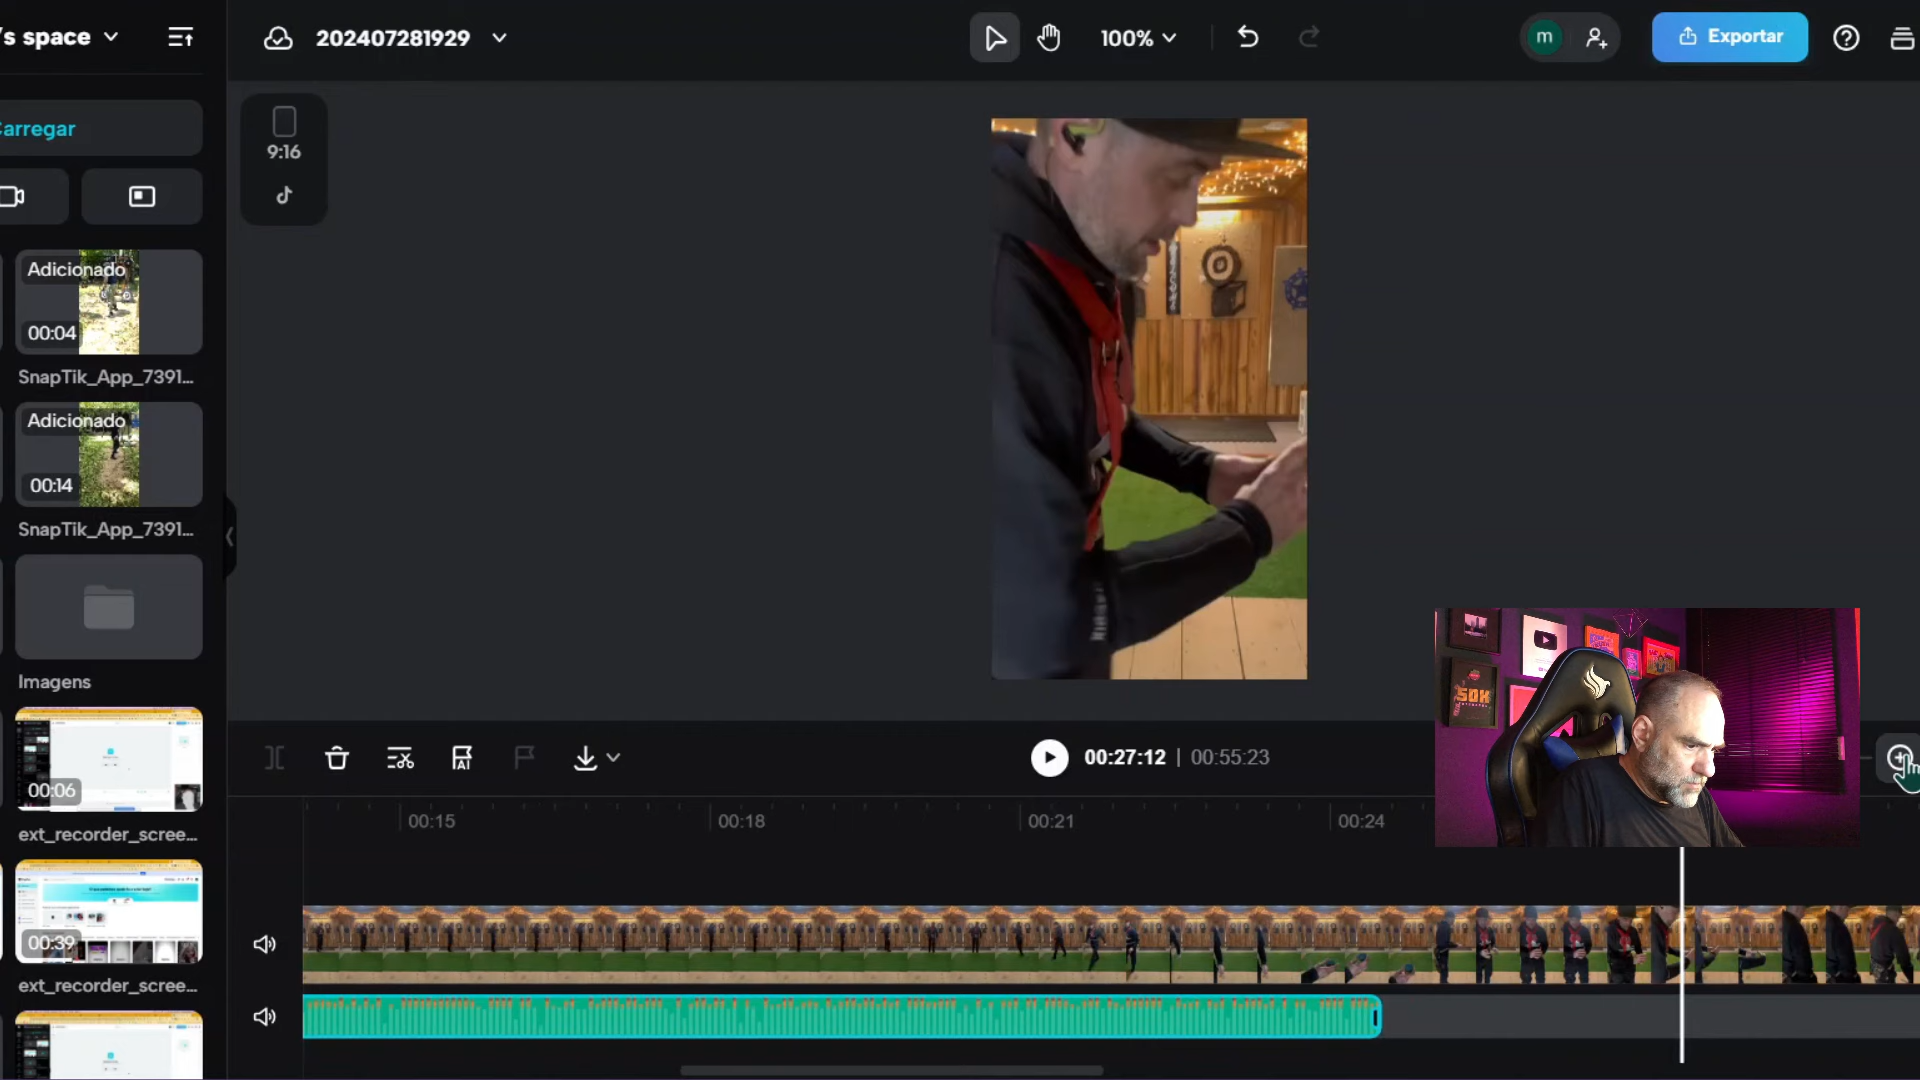 's space
202407281929
100%
m
Exportar
Carregar
9:16
Adicionado
00:04
SnapTik_App_7391...
Adicionado
00:14
SnapTik_App_7391...
Imagens
00:06
ext_recorder_scree...
00:39
ext_recorder_scree...
50K
AI
00:27:12 | 00:55:23
00:15
00:18
00:21
00:24